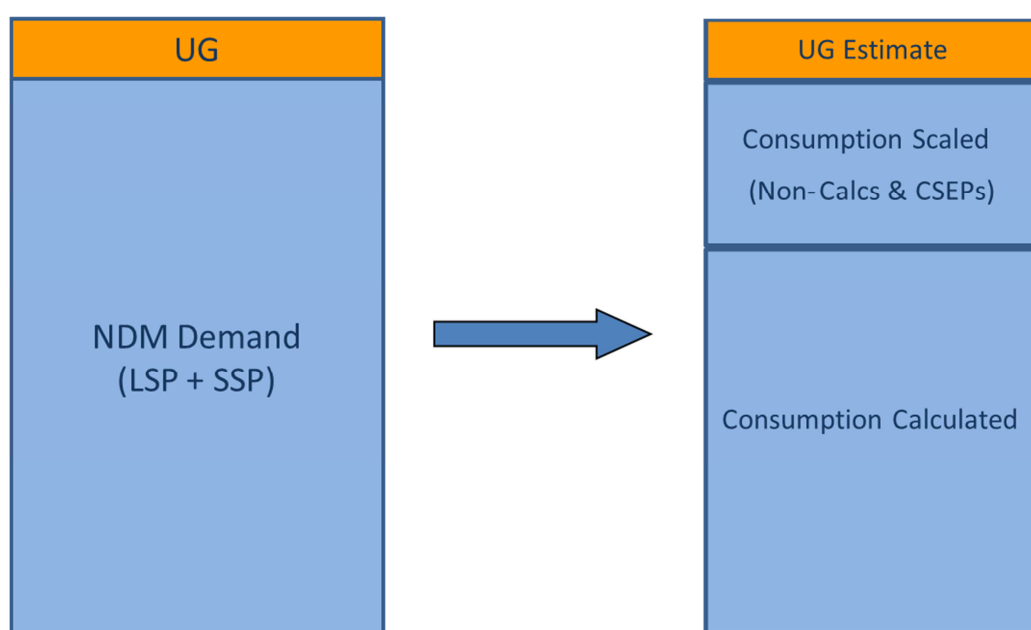 UG
NDM Demand
(LSP + SSP)
UG Estimate
Consumption Scaled
(Non-Calcs & CSEPs)
Consumption Calculated